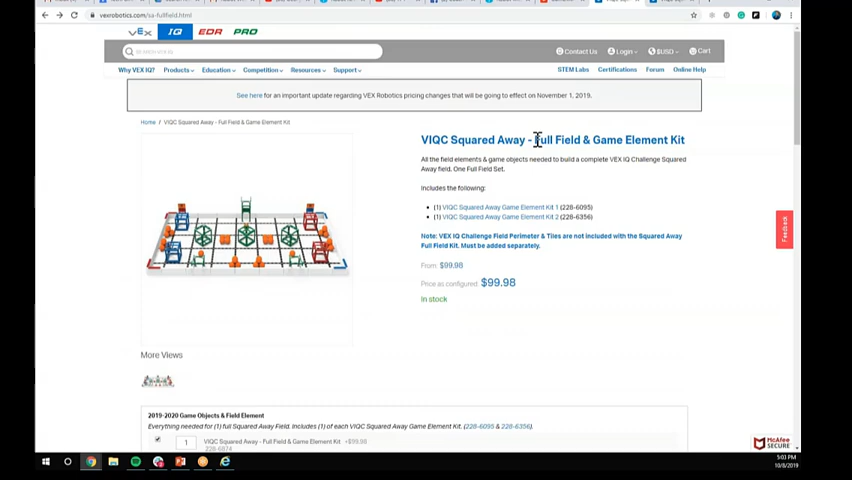 vexrobotics.com/sa-fullfield.html
VEX IQ EDR PRO
Contact Us Login $USD Cart
Why VEX IQ? Products Education Competition Resources Support STEM Labs Certifications Forum Online Help
See here for an important update regarding VEX Robotics pricing changes that will be going to effect on November 1, 2019.
Home / VIQC Squared Away - Full Field & Game Element Kit
VIQC Squared Away - Full Field & Game Element Kit
All the field elements & game objects needed to build a complete VEX IQ Challenge Squared
Away field. One Full Field Set.
Includes the following:
(1) VIQC Squared Away Game Element Kit 1 (228-6095)
(1) VIQC Squared Away Game Element Kit 2 (228-6356)
Note: VEX IQ Challenge Field Perimeter & Tiles are not included with the Squared Away
Full Field Kit. Must be added separately.
From: $99.98
Price as configured: $99.98
In stock
Feedback
More Views
2019-2020 Game Objects & Field Element
Everything needed for (1) full Squared Away Field. Includes (1) of each VIQC Squared Away Game Element Kit. (228-6095 & 228-6356).
1 VIQC Squared Away - Full Field & Game Element Kit +$99.98
228-6874
McAfee
SECURE
5:03 PM
10/8/2019